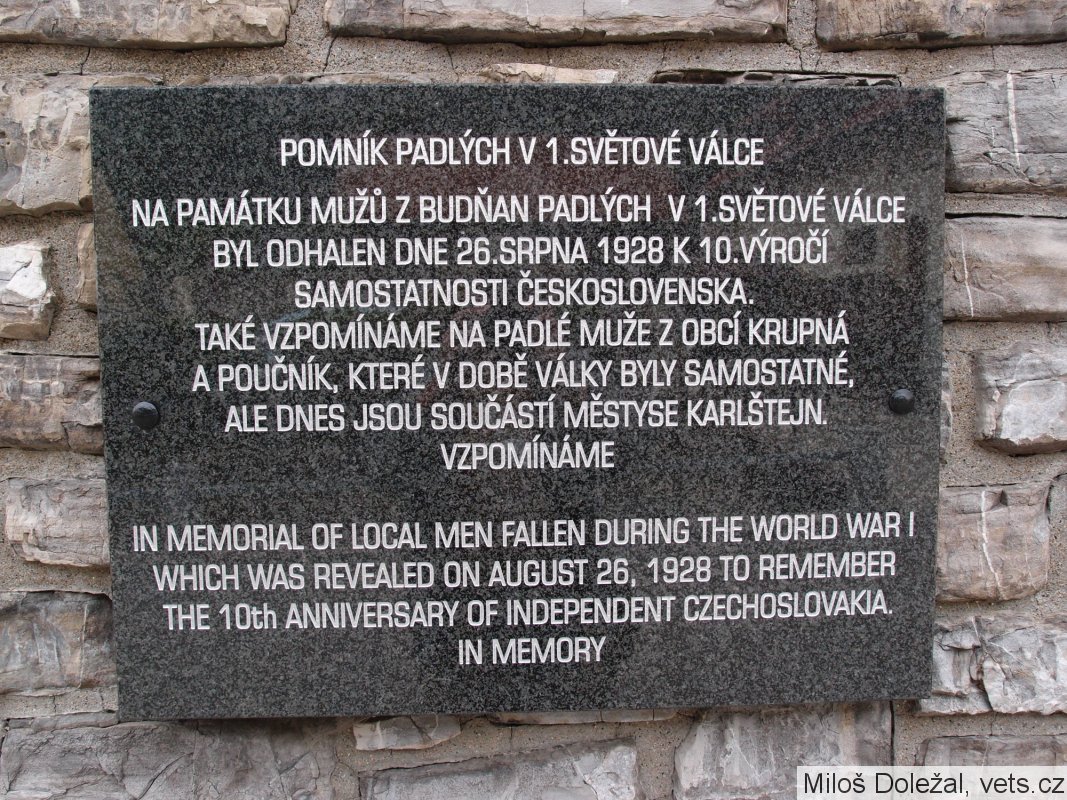 POMNÍK PADLÝCH V 1.SVĚTOVÉ VÁLCE
NA PAMÁTKU MUŽŮ Z BUDŇAN PADLÝCH V 1.SVĚTOVÉ VÁLCE
BYL ODHALEN DNE 26.SRPNA 1928 K 10.VÝROČÍ
SAMOSTATNOSTI ČESKOSLOVENSKA.
TAKÉ VZPOMÍNÁME NA PADLÉ MUŽE Z OBCÍ KRUPNÁ
A POUČNÍK, KTERÉ V DOBĚ VÁLKY BYLY SAMOSTATNÉ,
ALE DNES JSOU SOUČÁSTÍ MĚSTYSE KARLŠTEJN.
VZPOMÍNÁME
IN MEMORIAL OF LOCAL MEN FALLEN DURING THE WORLD WAR I
WHICH WAS REVEALED ON AUGUST 26, 1928 TO REMEMBER
THE 10th ANNIVERSARY OF INDEPENDENT CZECHOSLOVAKIA.
IN MEMORY
Miloš Doležal, vets.cz